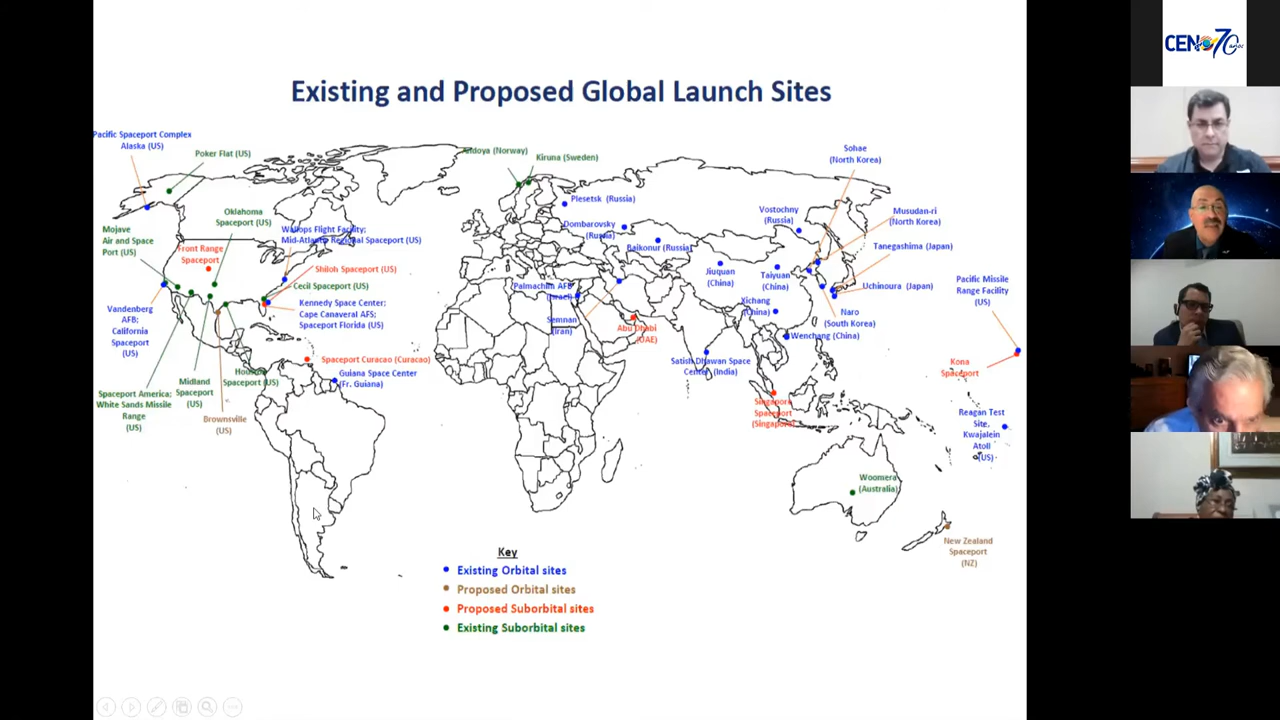 Existing and Proposed Global Launch Sites
CENO 70 años
Pacific Spaceport Complex
Alaska (US)
Poker Flat (US)
Andoya (Norway)
Kiruna (Sweden)
Sohae
(North Korea)
Plesetsk (Russia)
Oklahoma
Spaceport (US)
Vostochny
(Russia)
Musudan-ri
(North Korea)
Mojave
Air and Space
Port (US)
Wallops Flight Facility;
Mid-Atlantic Regional Spaceport (US)
Dombarovsky
(Russia)
Front Range
Spaceport
Baikonur (Russia)
Tanegashima (Japan)
Shiloh Spaceport (US)
Jiuquan
(China)
Taiyuan
(China)
Pacific Missile
Range Facility
(US)
Cecil Spaceport (US)
Palmachim AFB
(Israel)
Uchinoura (Japan)
Vandenberg
AFB;
California
Spaceport
(US)
Kennedy Space Center;
Cape Canaveral AFS;
Spaceport Florida (US)
Xichang
(China)
Semnan
(Iran)
Abu Dhabi
(UAE)
Naro
(South Korea)
Wenchang (China)
Spaceport Curacao (Curacao)
Satish Dhawan Space
Center (India)
Kona
Spaceport
Houston
Spaceport (US)
Guiana Space Center
(Fr. Guiana)
Midland
Spaceport
(US)
Spaceport America;
White Sands Missile
Range
(US)
Singapore
Spaceport
(Singapore)
Brownsville
(US)
Reagan Test
Site,
Kwajalein
Atoll
(US)
Woomera
(Australia)
New Zealand
Spaceport
(NZ)
Key
Existing Orbital sites
Proposed Orbital sites
Proposed Suborbital sites
Existing Suborbital sites